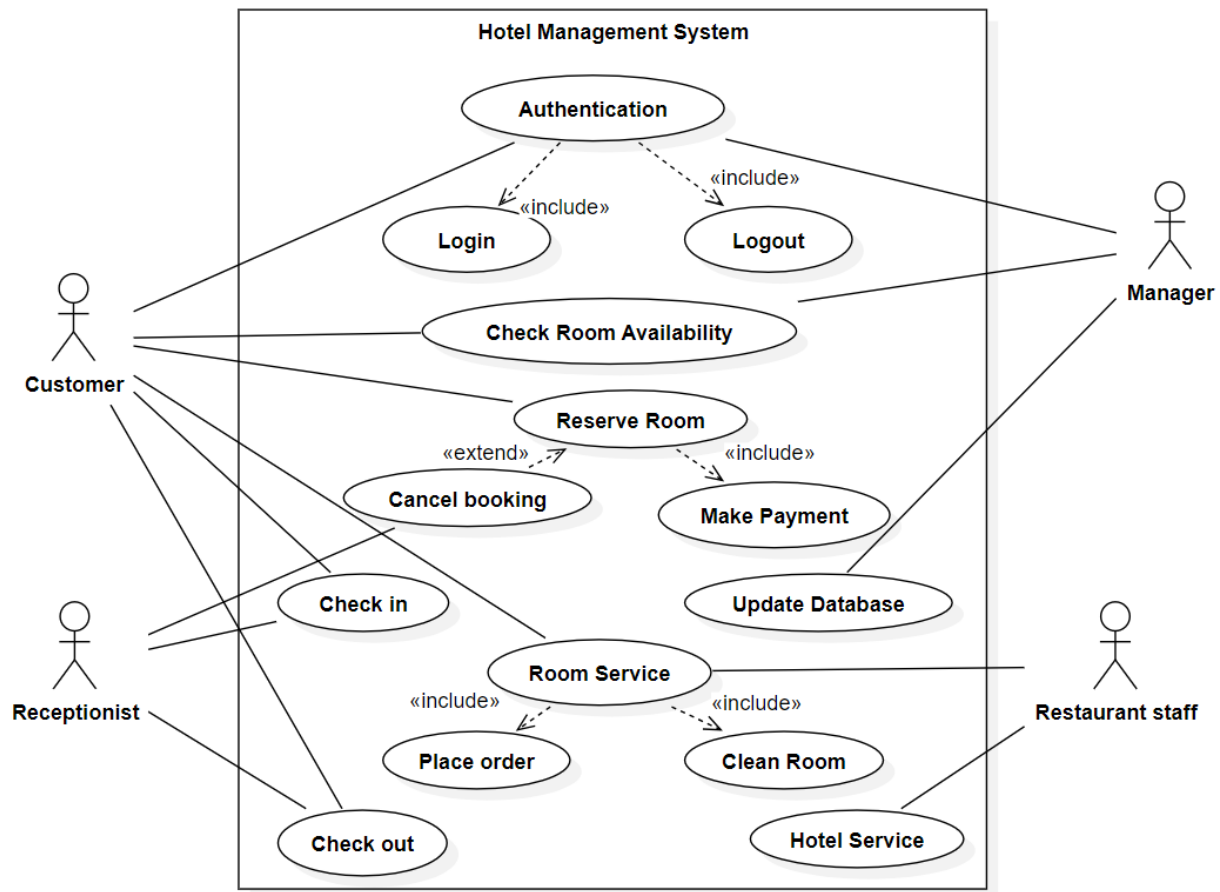 Hotel Management System
Authentication
«include»
«include»
Login
Logout
Manager
Check Room Availability
Customer
Reserve Room
«extend»
«include»
Cancel booking
Make Payment
Check in
Update Database
Room Service
Receptionist
«include»
«include»
Restaurant staff
Place order
Clean Room
Check out
Hotel Service